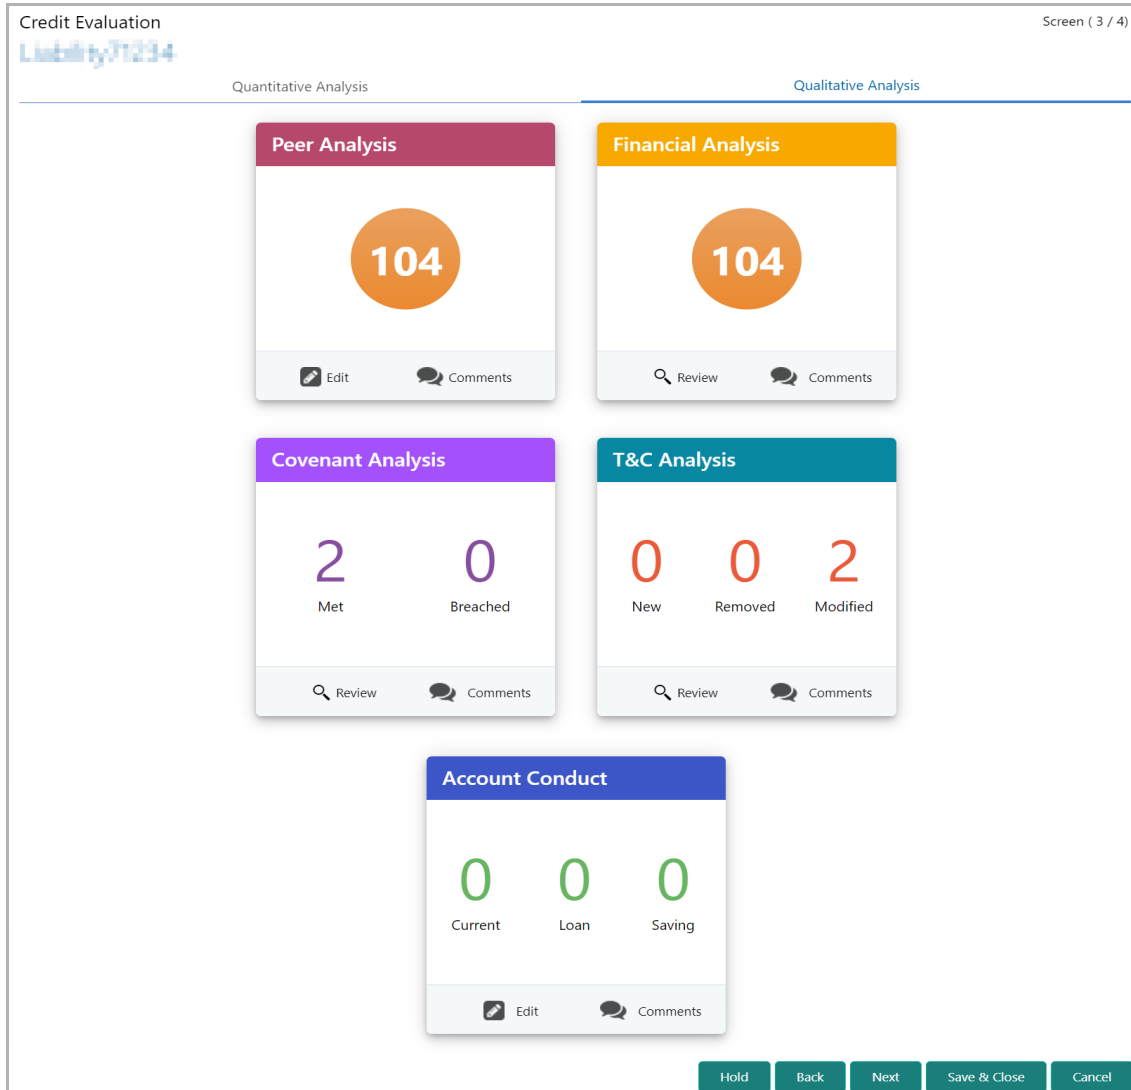 Credit Evaluation
Screen ( 3 / 4)
Quantitative Analysis
Qualitative Analysis
Peer Analysis
104
Edit
Comments
Financial Analysis
104
Review
Comments
Covenant Analysis
2
Met
0
Breached
Review
Comments
T&C Analysis
0
New
0
Removed
2
Modified
Review
Comments
Account Conduct
0
Current
0
Loan
0
Saving
Edit
Comments
Hold
Back
Next
Save & Close
Cancel